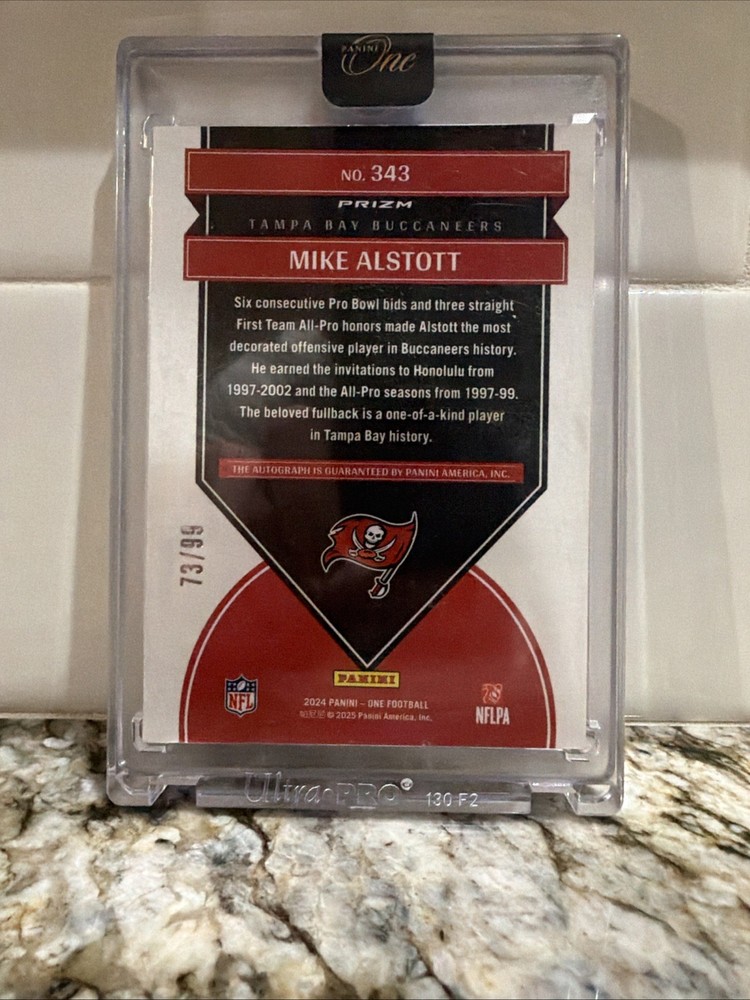 PANINI
One
NO. 343
PRIZM
TAMPA BAY BUCCANEERS
MIKE ALSTOTT
Six consecutive Pro Bowl bids and three straight
First Team All-Pro honors made Alstott the most
decorated offensive player in Buccaneers history.
He earned the invitations to Honolulu from
1997-2002 and the All-Pro seasons from 1997-99.
The beloved fullback is a one-of-a-kind player
in Tampa Bay history.
THE AUTOGRAPH IS GUARANTEED BY PANINI AMERICA, INC.
73/99
PANINI
NFL
2024 PANINI – ONE FOOTBALL
© 2025 Panini America, Inc.
NFLPA
Ultra·PRO® 130-F2